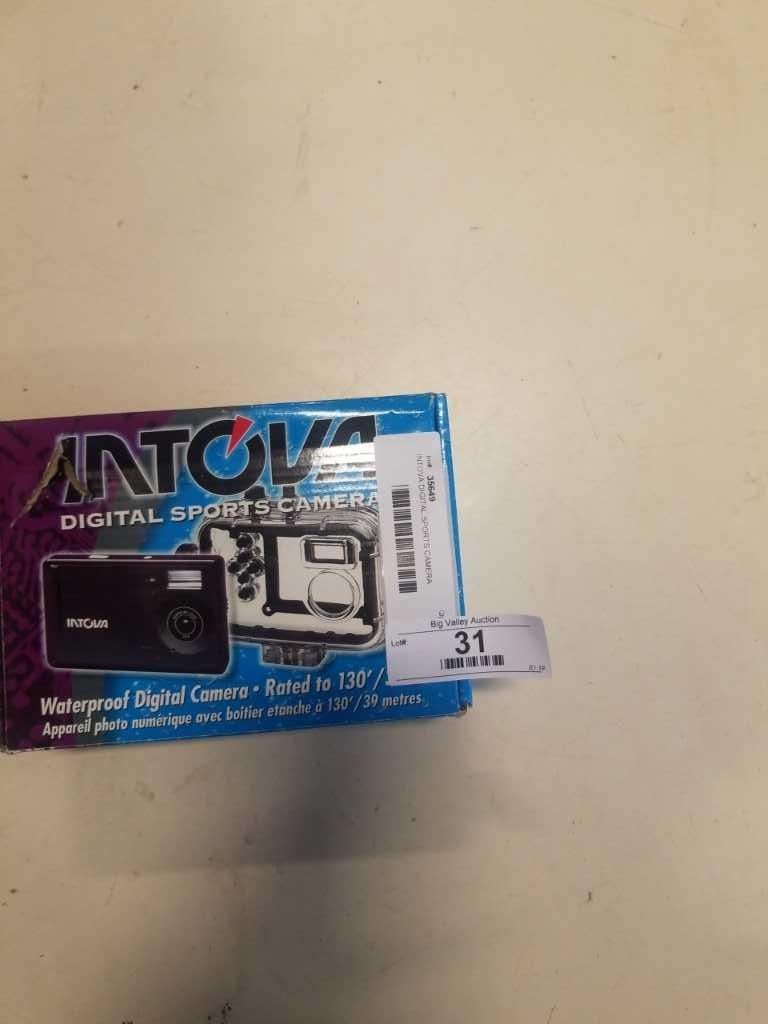 INTOVA
DIGITAL SPORTS CAMERA
INTOVA
Waterproof Digital Camera • Rated to 130'/
Appareil photo numérique avec boitier etanche à 130'/39 metres
Inv#: 35649
INTOVA DIGITAL SPORTS CAMERA
Big Valley Auction
Lot#:
31